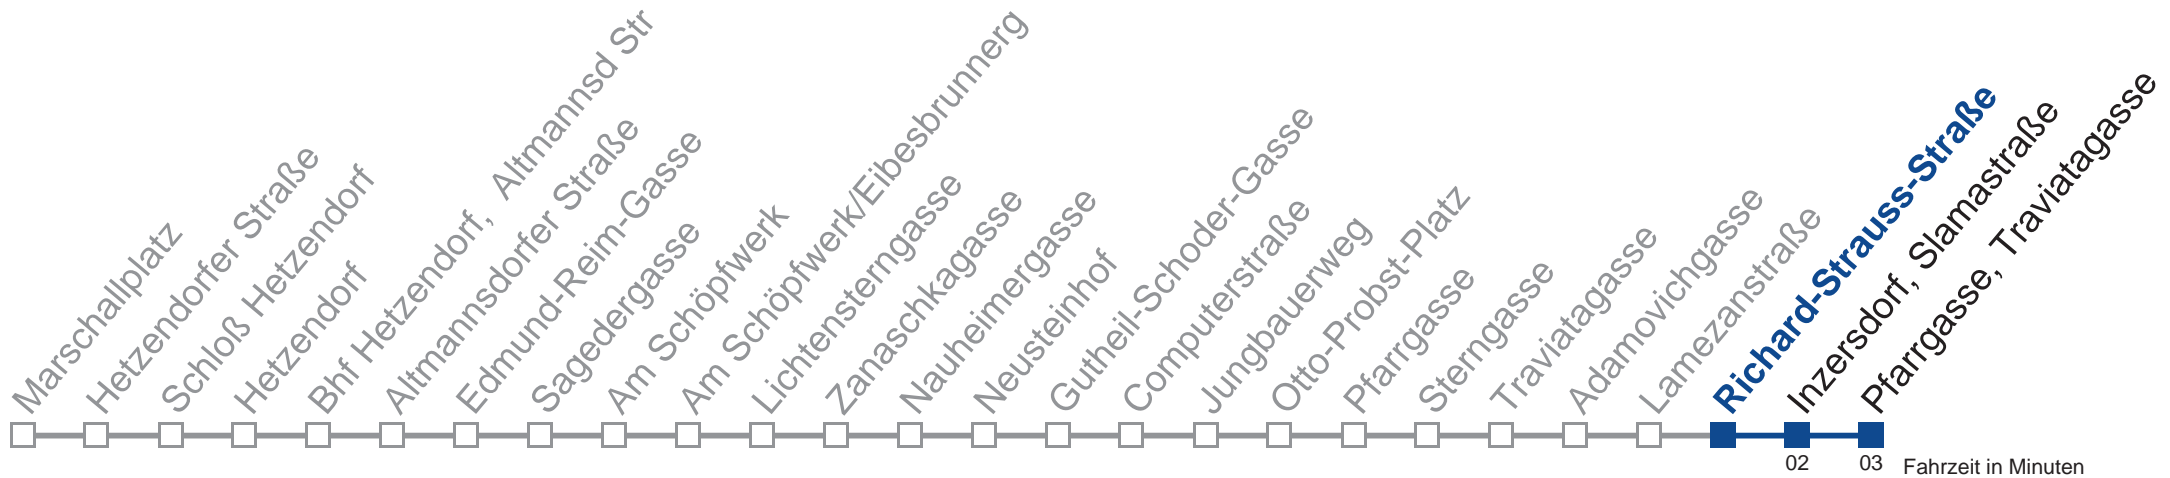 Marschallplatz
Hetzendorfer Straße
Schloß Hetzendorf
Hetzendorf
Bhf Hetzendorf, Altmannsd Str
Altmannsdorfer Straße
Edmund-Reim-Gasse
Sagedergasse
Am Schöpfwerk
Am Schöpfwerk/Eibesbrunnerg
Lichtensterngasse
Zanaschkagasse
Nauheimergasse
Neusteinhof
Gutheil-Schoder-Gasse
Computerstraße
Jungbauerweg
Otto-Probst-Platz
Pfarrgasse
Sterngasse
Traviatagasse
Adamovichgasse
Lamezanstraße
Richard-Strauss-Straße
Inzersdorf, Slamastraße
Pfarrgasse, Traviatagasse
02
03
Fahrzeit in Minuten